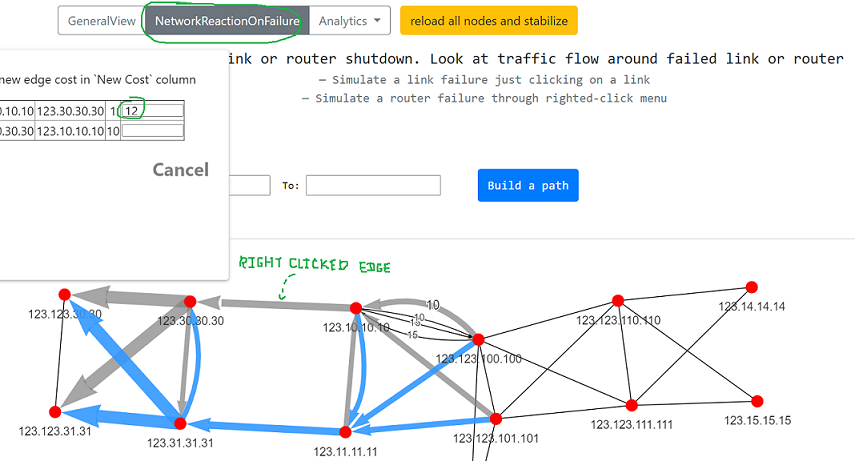 GeneralView NetworkReactionOnFailure Analytics reload all nodes and stabilize
ink or router shutdown. Look at traffic flow around failed link or router
new edge cost in `New Cost` column
— Simulate a link failure just clicking on a link
— Simulate a router failure through righted-click menu
.10.10 123.30.30.30 1 12
.30.30 123.10.10.10 10
Cancel
To:
Build a path
RIGHT CLICKED EDGE
123.123.30.30
123.30.30.30
123.10.10.10
10
10
15
15
123.123.100.100
123.123.110.110
123.14.14.14
123.123.31.31
123.31.31.31
123.11.11.11
123.123.101.101
123.123.111.111
123.15.15.15